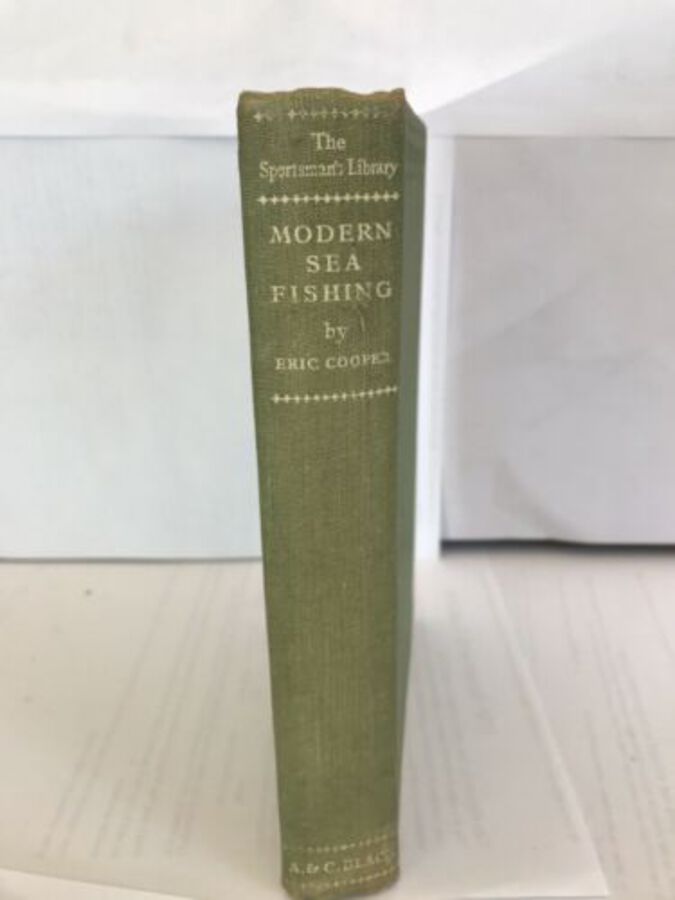 The
Sportsman's Library
MODERN
SEA
FISHING
by
ERIC COOPER
A. & C. BLACK